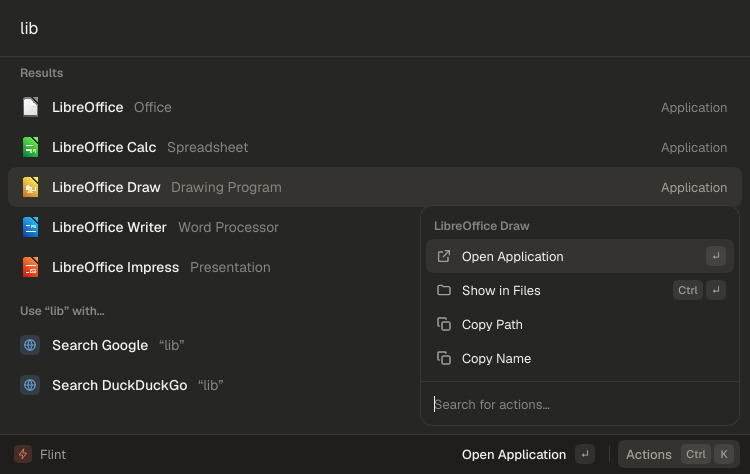 lib
Results
LibreOffice Office Application
LibreOffice Calc Spreadsheet Application
LibreOffice Draw Drawing Program Application
LibreOffice Writer Word Processor
LibreOffice Impress Presentation
Use “lib” with...
Search Google “lib”
Search DuckDuckGo “lib”
LibreOffice Draw
Open Application ↵
Show in Files Ctrl ↵
Copy Path
Copy Name
Search for actions...
Flint Open Application ↵ Actions Ctrl K